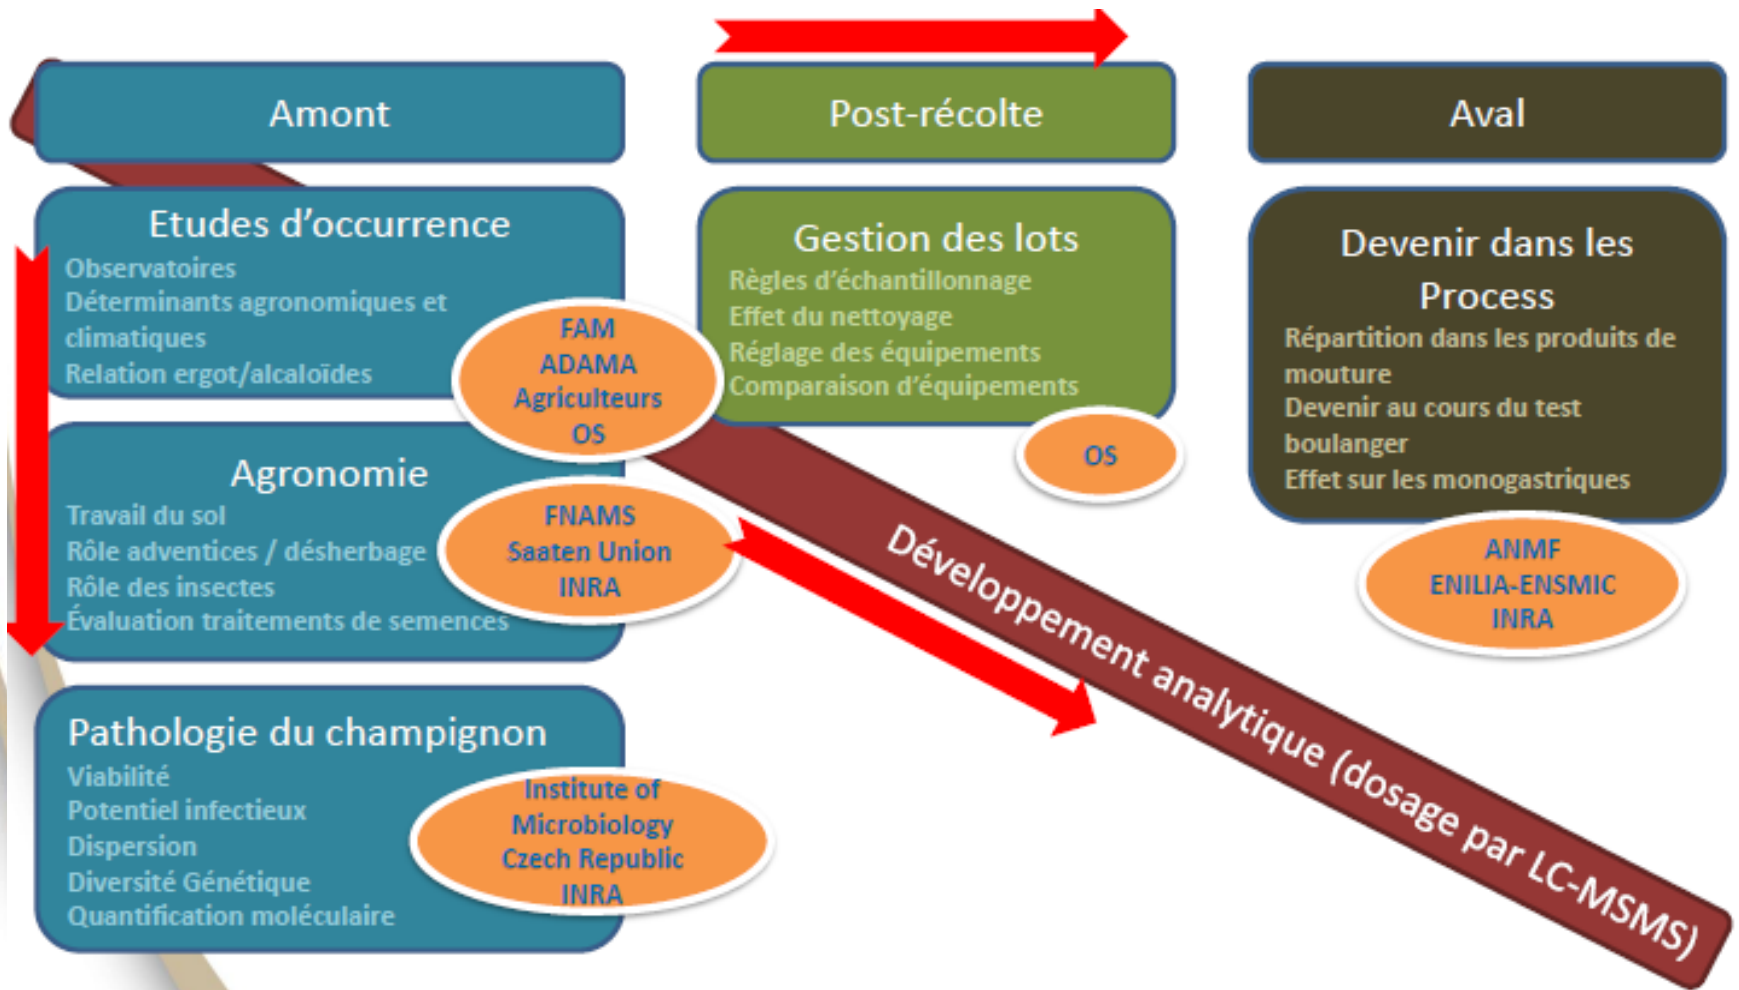 Amont
Etudes d’occurrence
Observatoires
Déterminants agronomiques et
climatiques
Relation ergot/alcaloïdes
FAM
ADAMA
Agriculteurs
OS
Agronomie
Travail du sol
Rôle adventices / désherbage
Rôle des insectes
Évaluation traitements de semences
FNAMS
Saaten Union
INRA
Pathologie du champignon
Viabilité
Potentiel infectieux
Dispersion
Diversité Génétique
Quantification moléculaire
Institute of
Microbiology
Czech Republic
INRA
Post-récolte
Gestion des lots
Règles d’échantillonnage
Effet du nettoyage
Réglage des équipements
Comparaison d’équipements
OS
Aval
Devenir dans les
Process
Répartition dans les produits de
mouture
Devenir au cours du test
boulanger
Effet sur les monogastriques
ANMF
ENILIA-ENSMIC
INRA
Développement analytique (dosage par LC-MSMS)